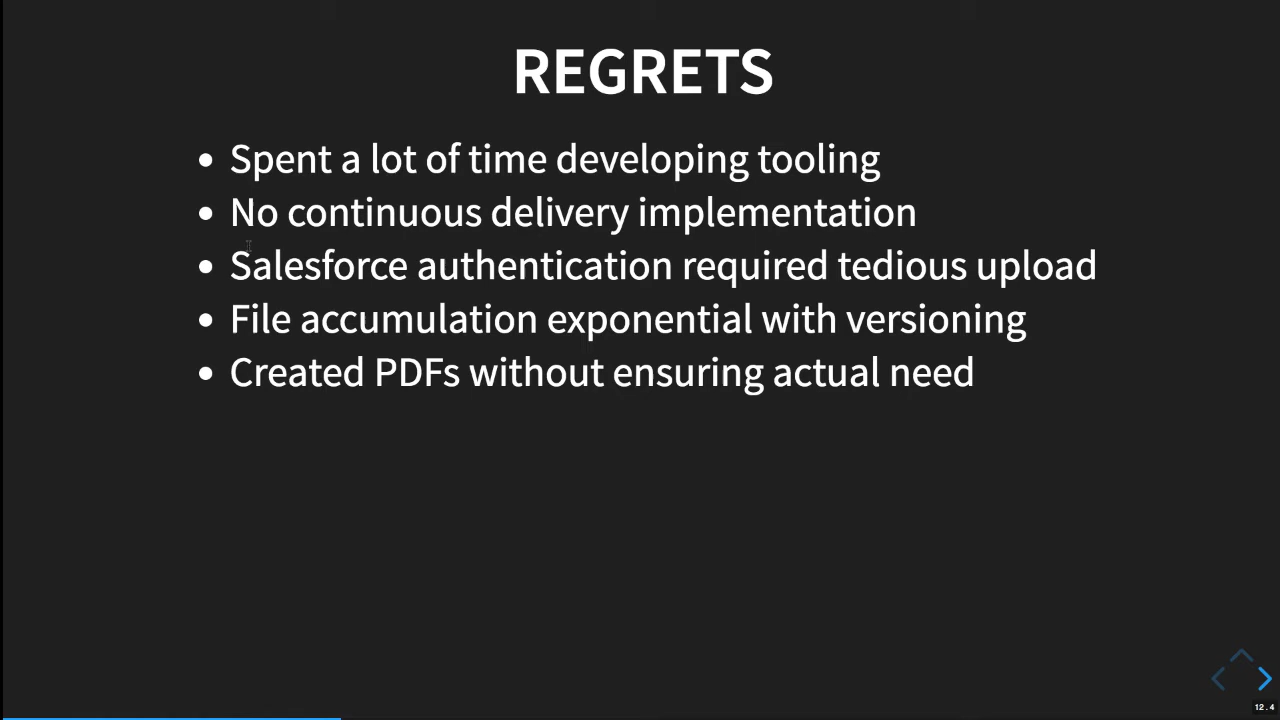 REGRETS
• Spent a lot of time developing tooling
• No continuous delivery implementation
• Salesforce authentication required tedious upload
• File accumulation exponential with versioning
• Created PDFs without ensuring actual need
12.4